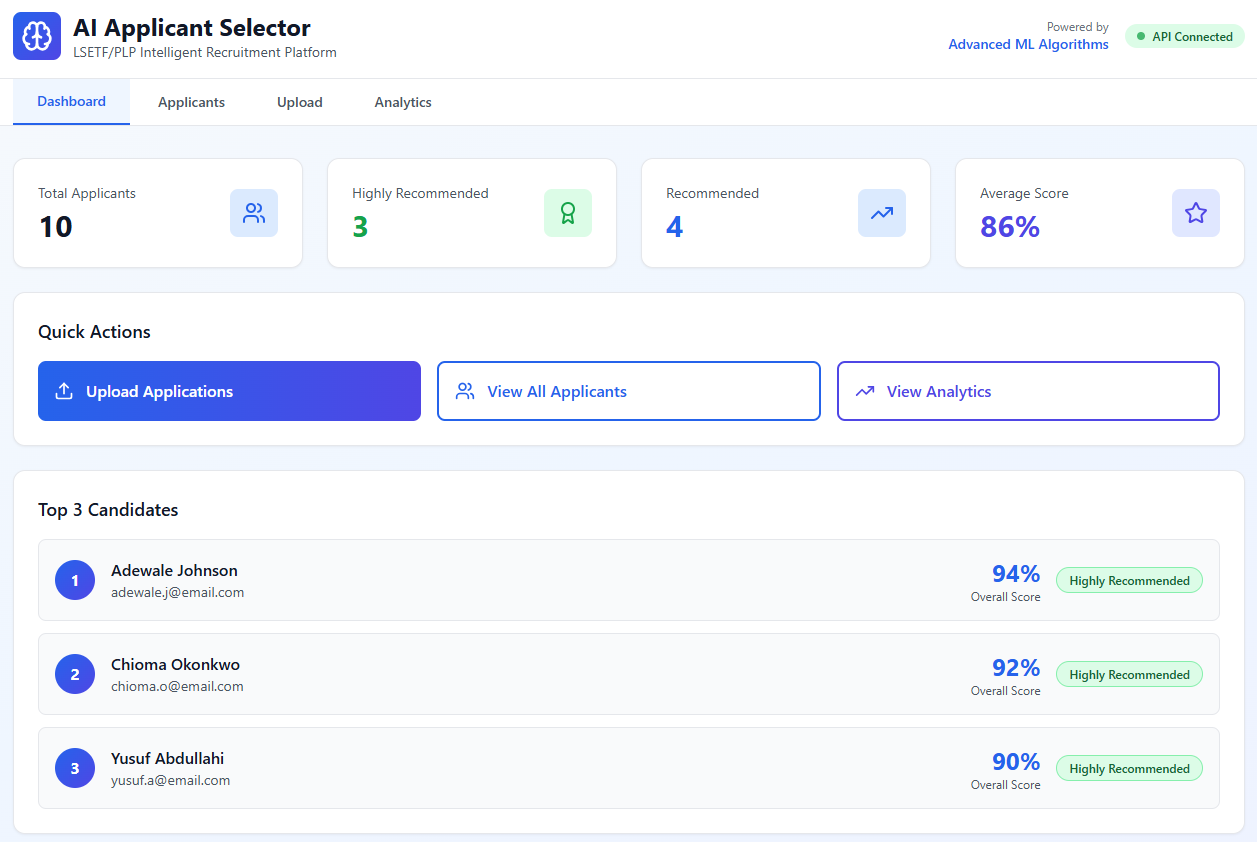 AI Applicant Selector
LSETF/PLP Intelligent Recruitment Platform
Powered by
Advanced ML Algorithms
API Connected
Dashboard
Applicants
Upload
Analytics
Total Applicants
10
Highly Recommended
3
Recommended
4
Average Score
86%
Quick Actions
Upload Applications
View All Applicants
View Analytics
Top 3 Candidates
1
Adewale Johnson
adewale.j@email.com
94%
Overall Score
Highly Recommended
2
Chioma Okonkwo
chioma.o@email.com
92%
Overall Score
Highly Recommended
3
Yusuf Abdullahi
yusuf.a@email.com
90%
Overall Score
Highly Recommended